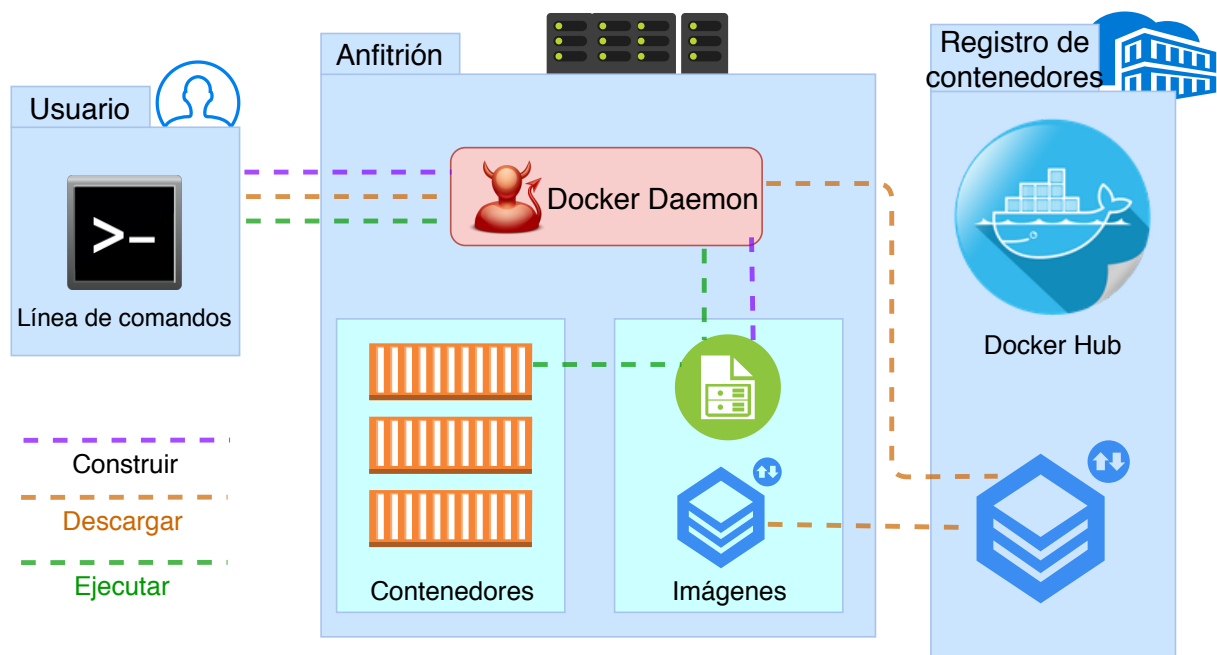 Usuario
Línea de comandos
Construir
Descargar
Ejecutar
Anfitrión
Docker Daemon
Contenedores
Imágenes
Registro de
contenedores
Docker Hub